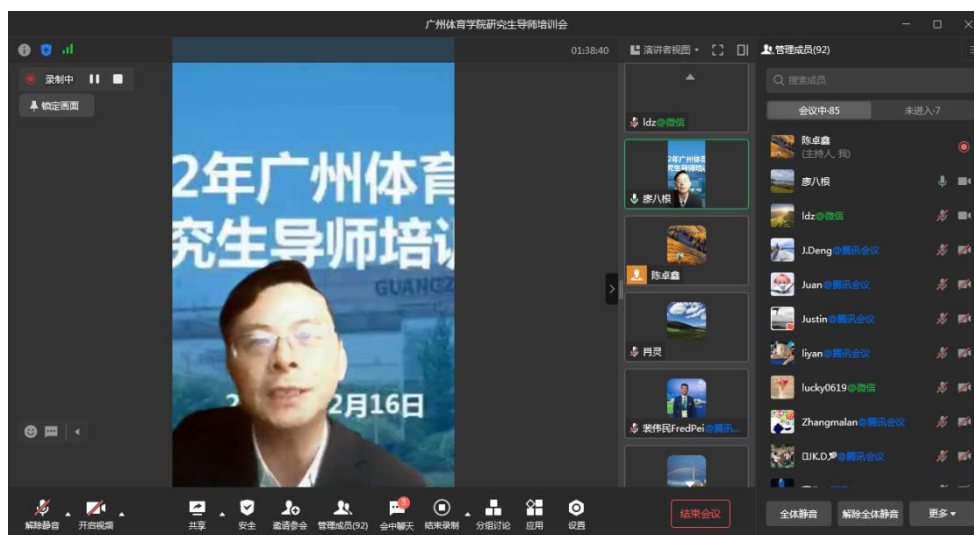 广州体育学院研究生导师培训会
01:38:40
演讲者视图
管理成员(92)
录制中
锁定画面
搜索成员
会议中·85
未进入·7
2年广州体育
究生导师培训
GUANGZ
2月16日
ldz@微信
廖八根
陈卓鑫
肖灵
裴伟民FredPei@腾讯...
陈卓鑫
(主持人, 我)
廖八根
ldz@微信
J.Deng@腾讯会议
Juan@腾讯会议
Justin@腾讯会议
liyan@腾讯会议
lucky0619@微信
Zhangmalan@腾讯会议
@腾讯会议
解除静音
开启视频
共享
安全
邀请参会
管理成员(92)
3
会中聊天
结束录制
分组讨论
应用
设置
结束会议
全体静音
解除全体静音
更多